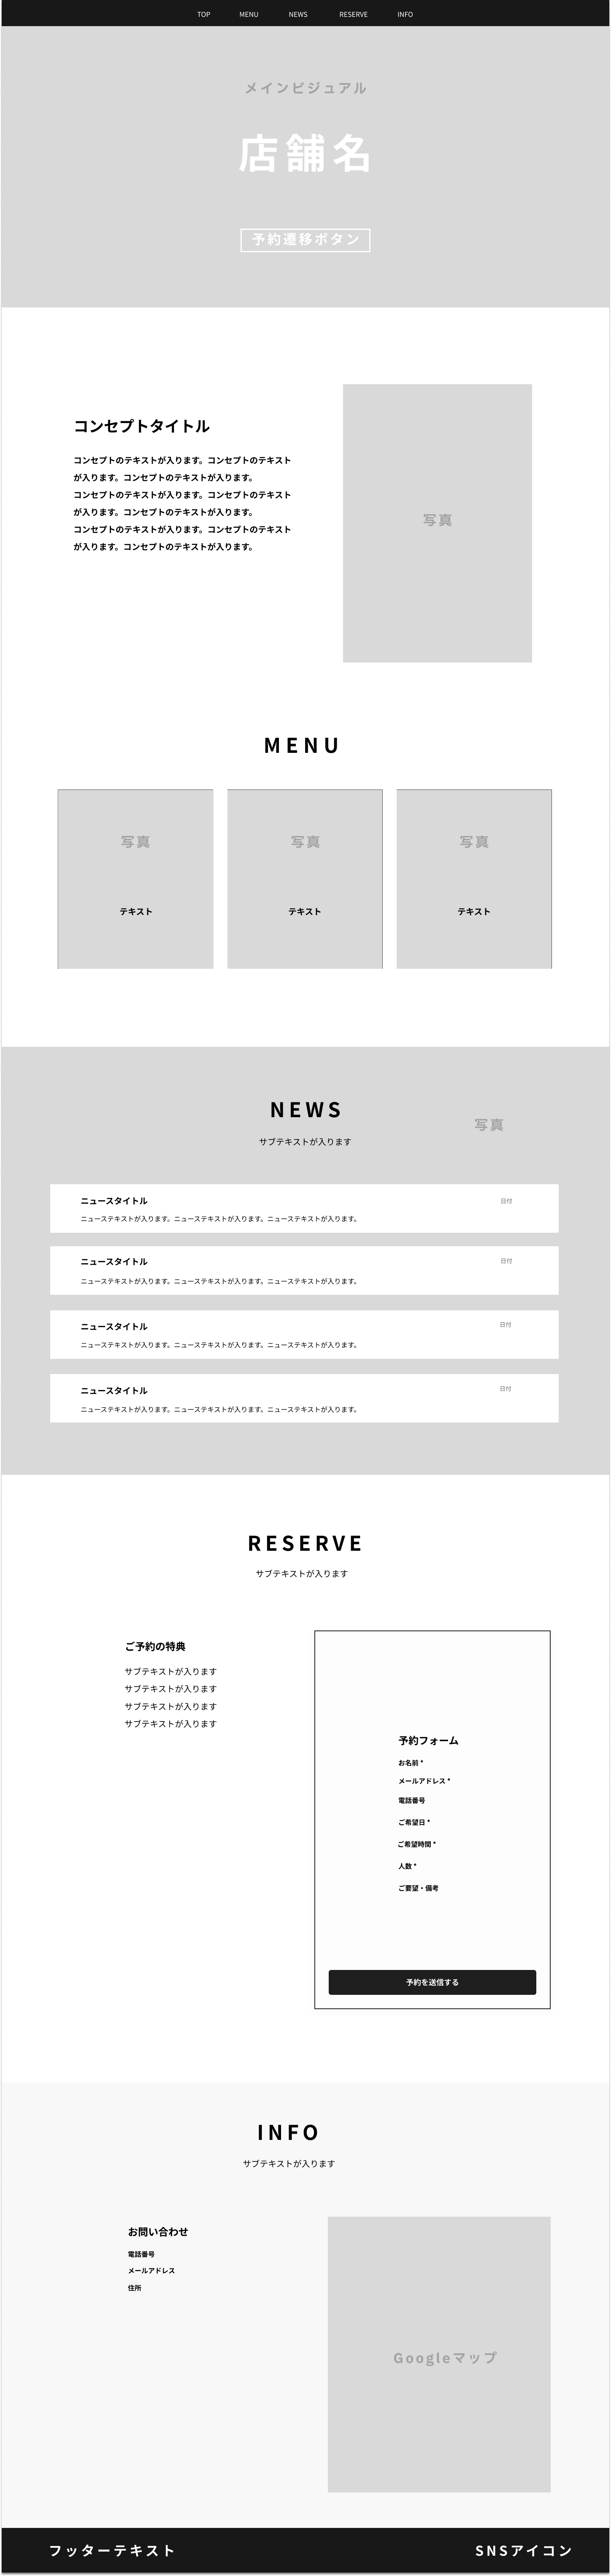 TOP MENU NEWS RESERVE INFO
メインビジュアル
店舗名
予約遷移ボタン
コンセプトタイトル
コンセプトのテキストが入ります。コンセプトのテキスト
が入ります。コンセプトのテキストが入ります。
コンセプトのテキストが入ります。コンセプトのテキスト
が入ります。コンセプトのテキストが入ります。
コンセプトのテキストが入ります。コンセプトのテキスト
が入ります。コンセプトのテキストが入ります。
写真
MENU
写真 写真 写真
テキスト テキスト テキスト
NEWS
写真
サブテキストが入ります
ニュースタイトル 日付
ニューステキストが入ります。ニューステキストが入ります。ニューステキストが入ります。
ニュースタイトル 日付
ニューステキストが入ります。ニューステキストが入ります。ニューステキストが入ります。
ニュースタイトル 日付
ニューステキストが入ります。ニューステキストが入ります。ニューステキストが入ります。
ニュースタイトル 日付
ニューステキストが入ります。ニューステキストが入ります。ニューステキストが入ります。
RESERVE
サブテキストが入ります
ご予約の特典
サブテキストが入ります
サブテキストが入ります
サブテキストが入ります
サブテキストが入ります
予約フォーム
お名前 *
メールアドレス *
電話番号
ご希望日 *
ご希望時間 *
人数 *
ご要望・備考
予約を送信する
INFO
サブテキストが入ります
お問い合わせ
電話番号
メールアドレス
住所
Googleマップ
フッターテキスト SNSアイコン